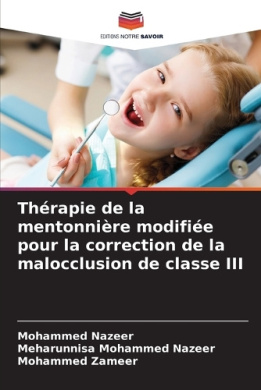 EDITIONS NOTRE SAVOIR
Thérapie de la
mentonnière modifiée
pour la correction de la
malocclusion de classe III
Mohammed Nazeer
Meharunnisa Mohammed Nazeer
Mohammed Zameer